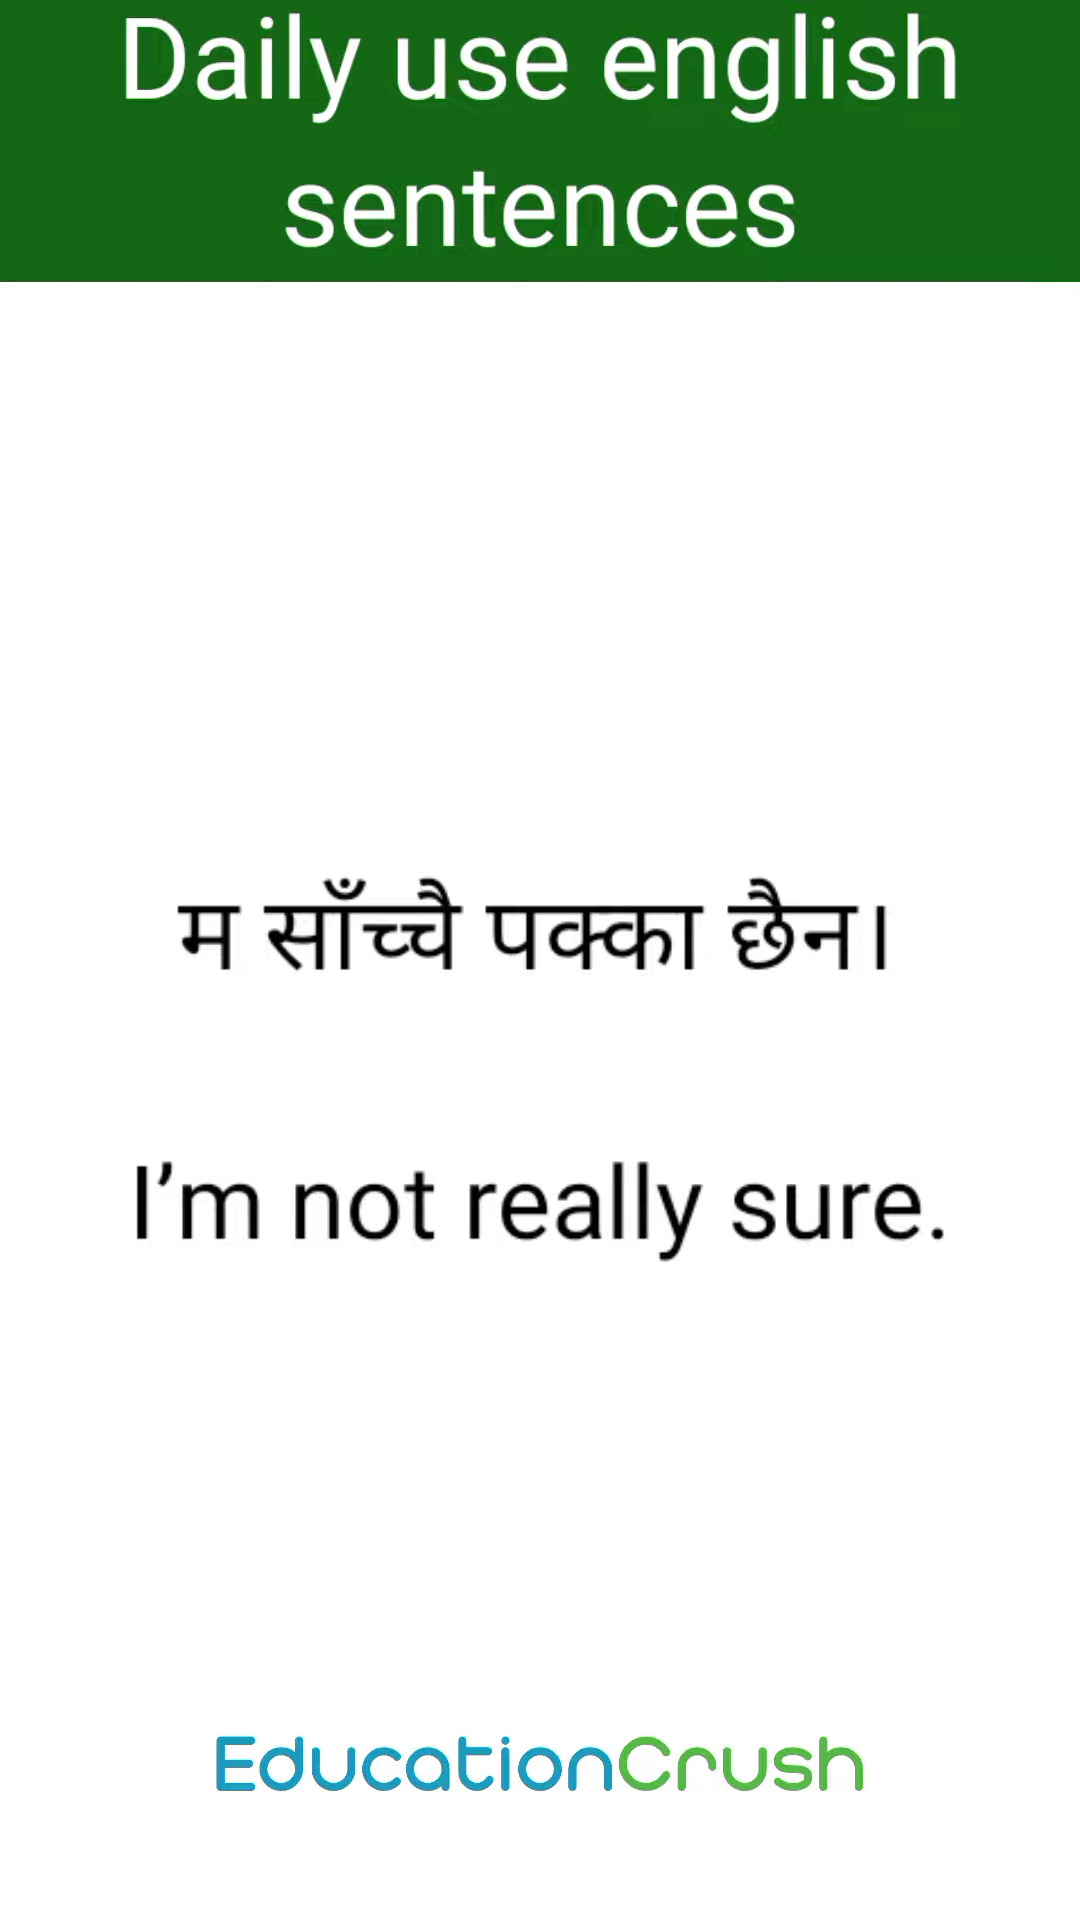 Daily use english
sentences
म साँच्चै पक्का छैन।
I’m not really sure.
EducationCrush